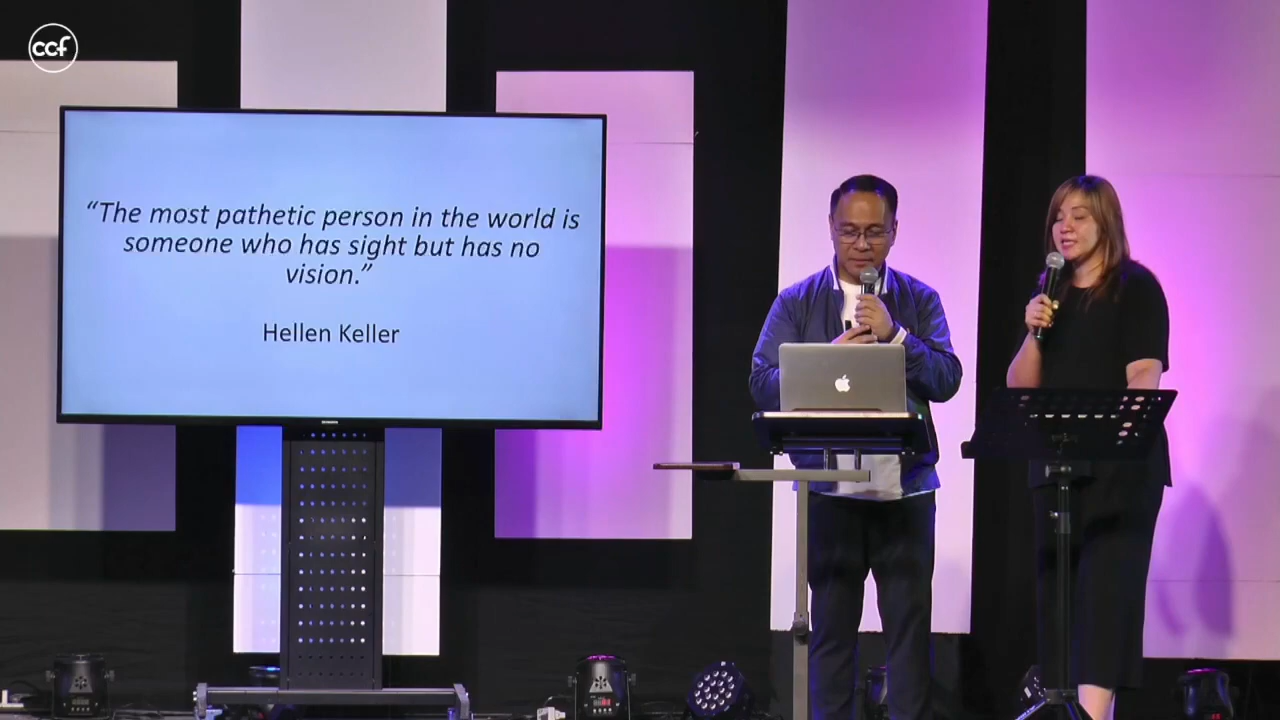 ccf
“The most pathetic person in the world is
someone who has sight but has no
vision.”
Hellen Keller